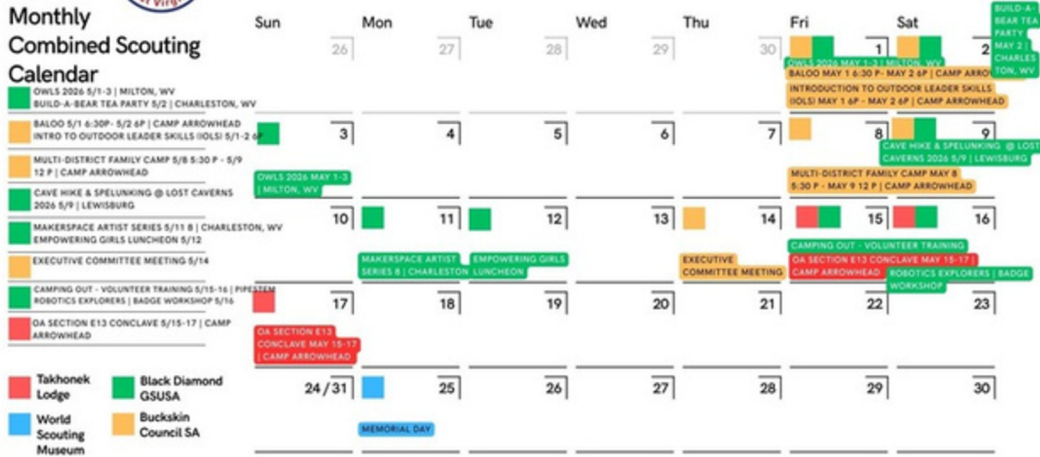 Monthly
Combined Scouting
Calendar
OWLS 2026 5/1-3 | MILTON, WV
BUILD-A-BEAR TEA PARTY 5/2 | CHARLESTON, WV
BALOO 5/1 6:30P- 5/2 6P | CAMP ARROWHEAD
INTRO TO OUTDOOR LEADER SKILLS (IOLS) 5/1-2 6P
MULTI-DISTRICT FAMILY CAMP 5/8 5:30 P - 5/9
12 P | CAMP ARROWHEAD
CAVE HIKE & SPELUNKING @ LOST CAVERNS
2026 5/9 | LEWISBURG
MAKERSPACE ARTIST SERIES 5/11 8 | CHARLESTON, WV
EMPOWERING GIRLS LUNCHEON 5/12
EXECUTIVE COMMITTEE MEETING 5/14
CAMPING OUT - VOLUNTEER TRAINING 5/15-16 | PIPESTEM
ROBOTICS EXPLORERS | BADGE WORKSHOP 5/16
OA SECTION E13 CONCLAVE 5/15-17 | CAMP
ARROWHEAD
Takhonek
Lodge
Black Diamond
GSUSA
World
Scouting
Museum
Buckskin
Council SA
Sun Mon Tue Wed Thu Fri Sat
26 27 28 29 30 1 2
BUILD-A-
BEAR TEA
PARTY
MAY 2 |
CHARLES
TON, WV
OWLS 2026 MAY 1-3 | MILTON, WV
BALOO MAY 1 6:30 P- MAY 2 6P | CAMP
INTRODUCTION TO OUTDOOR LEADER SKILLS
(IOLS) MAY 1 6P - MAY 2 6P | CAMP ARROWHEAD
3 4 5 6 7 8 9
OWLS 2026 MAY 1-3
| MILTON, WV
CAVE HIKE & SPELUNKING @ LOST
CAVERNS 2026 5/9 | LEWISBURG
MULTI-DISTRICT FAMILY CAMP MAY 8
5:30 P - MAY 9 12 P | CAMP ARROWHEAD
10 11 12 13 14 15 16
MAKERSPACE ARTIST
SERIES 8 | CHARLESTON
EMPOWERING GIRLS
LUNCHEON
EXECUTIVE
COMMITTEE MEETING
CAMPING OUT - VOLUNTEER TRAINING
OA SECTION E13 CONCLAVE MAY 15-17 |
CAMP ARROWHEAD
ROBOTICS EXPLORERS | BADGE
WORKSHOP
17 18 19 20 21 22 23
OA SECTION E13
CONCLAVE MAY 15-17
| CAMP ARROWHEAD
24/31 25 26 27 28 29 30
MEMORIAL DAY